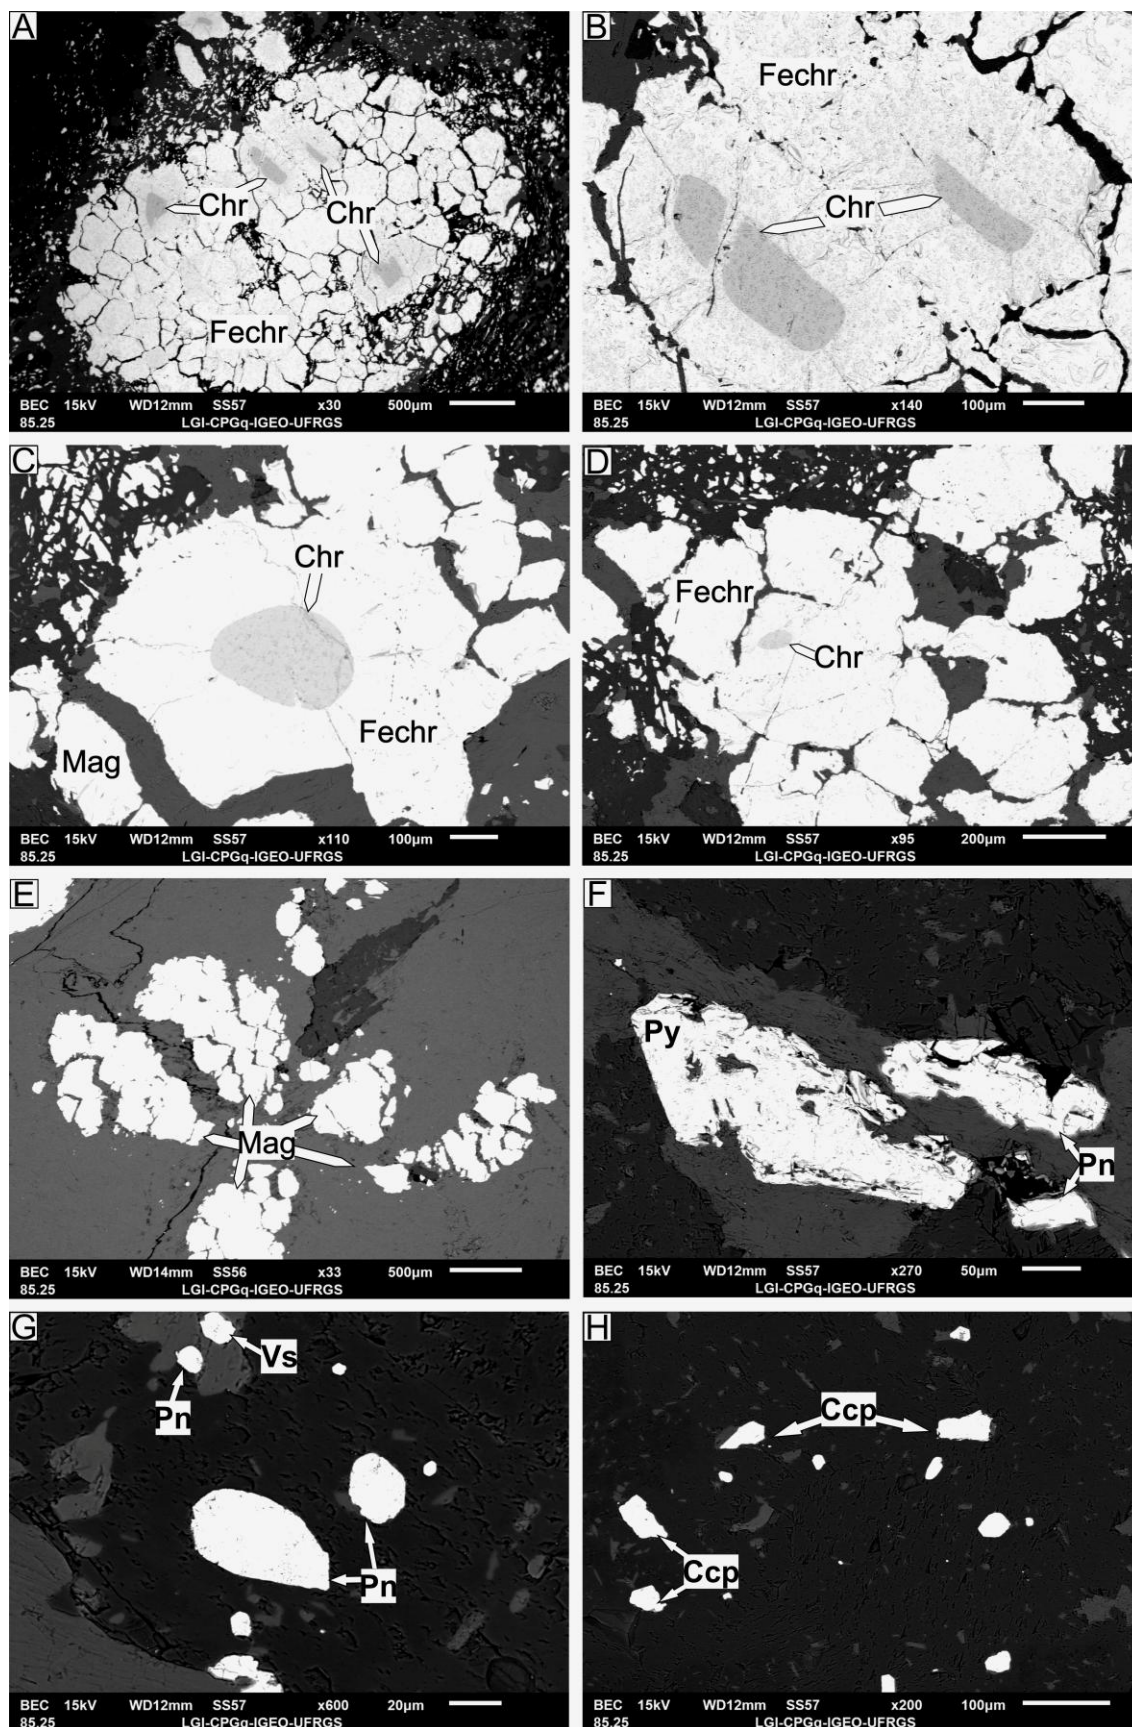 A
Chr
Chr
Fechr
BEC 15kV WD12mm SS57 x30 500µm
85.25 LGI-CPGq-IGEO-UFRGS
B
Fechr
Chr
BEC 15kV WD12mm SS57 x140 100µm
85.25 LGI-CPGq-IGEO-UFRGS
C
Chr
Fechr
Mag
BEC 15kV WD12mm SS57 x110 100µm
85.25 LGI-CPGq-IGEO-UFRGS
D
Fechr
Chr
BEC 15kV WD12mm SS57 x95 200µm
85.25 LGI-CPGq-IGEO-UFRGS
E
Mag
BEC 15kV WD14mm SS56 x33 500µm
85.25 LGI-CPGq-IGEO-UFRGS
F
Py
Pn
BEC 15kV WD12mm SS57 x270 50µm
85.25 LGI-CPGq-IGEO-UFRGS
G
Vs
Pn
Pn
BEC 15kV WD12mm SS57 x600 20µm
85.25 LGI-CPGq-IGEO-UFRGS
H
Ccp
Ccp
BEC 15kV WD12mm SS57 x200 100µm
85.25 LGI-CPGq-IGEO-UFRGS